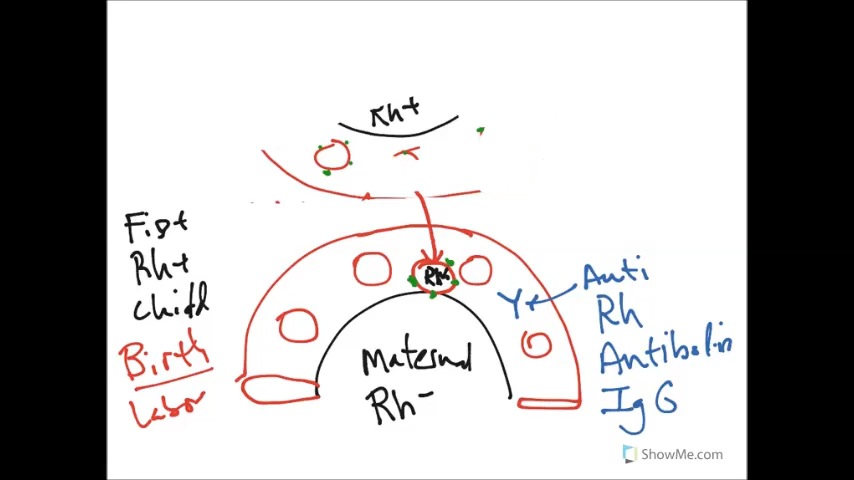 Rh+
First
Rh+
child
Birth
Labor
Rh+
Maternal
Rh-
Anti
Rh
Antibodies
IgG
ShowMe.com